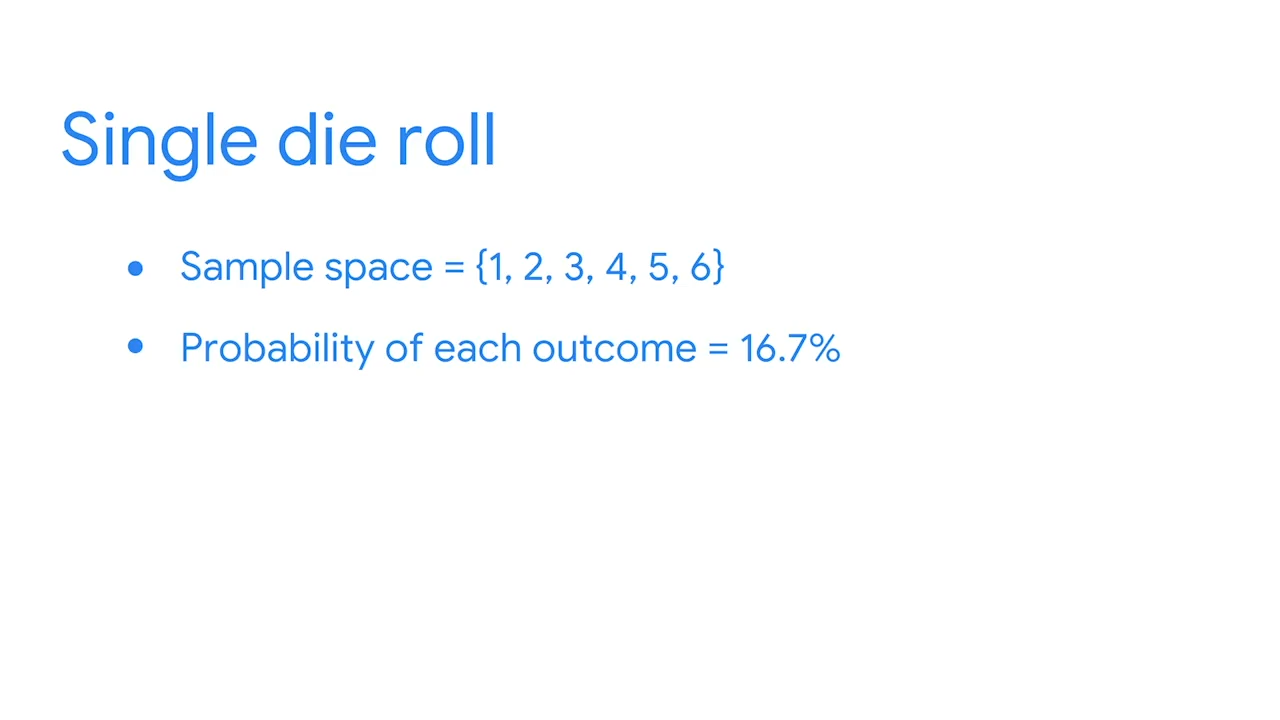 Single die roll
● Sample space = {1, 2, 3, 4, 5, 6}
● Probability of each outcome = 16.7%